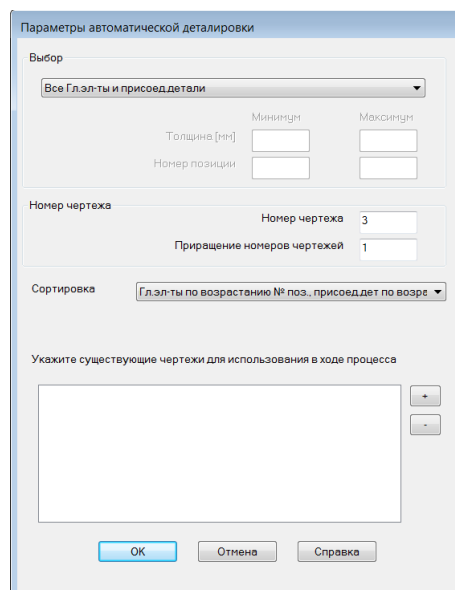 Параметры автоматической деталировки
Выбор
Все Гл.эл-ты и присоед.детали
Минимум Максимум
Толщина [мм]
Номер позиции
Номер чертежа
Номер чертежа 3
Приращение номеров чертежей 1
Сортировка Гл.эл-ты по возрастанию № поз., присоед.дет по возра
Укажите существующие чертежи для использования в ходе процесса
+
-
OK Отмена Справка